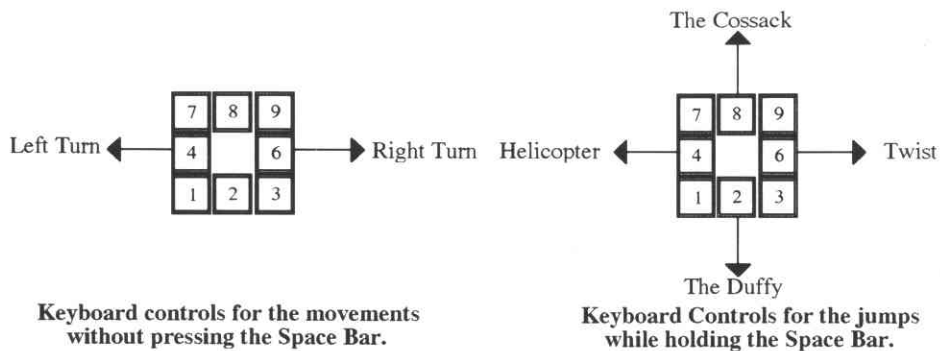 The Cossack
7 8 9
4 6
1 2 3
Left Turn
Right Turn
7 8 9
4 6
1 2 3
Helicopter
Twist
The Duffy
Keyboard controls for the movements
without pressing the Space Bar.
Keyboard Controls for the jumps
while holding the Space Bar.